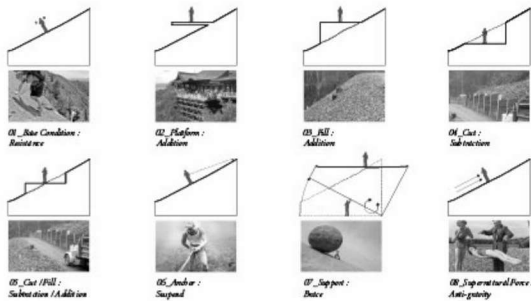 01_Base Condition :
Resistance
02_Platform :
Addition
03_Fill :
Addition
04_Cut :
Subtraction
05_Cut / Fill :
Subtraction / Addition
06_Anchor :
Suspend
07_Support :
Brace
08_Supernatural Force
Anti-gravity